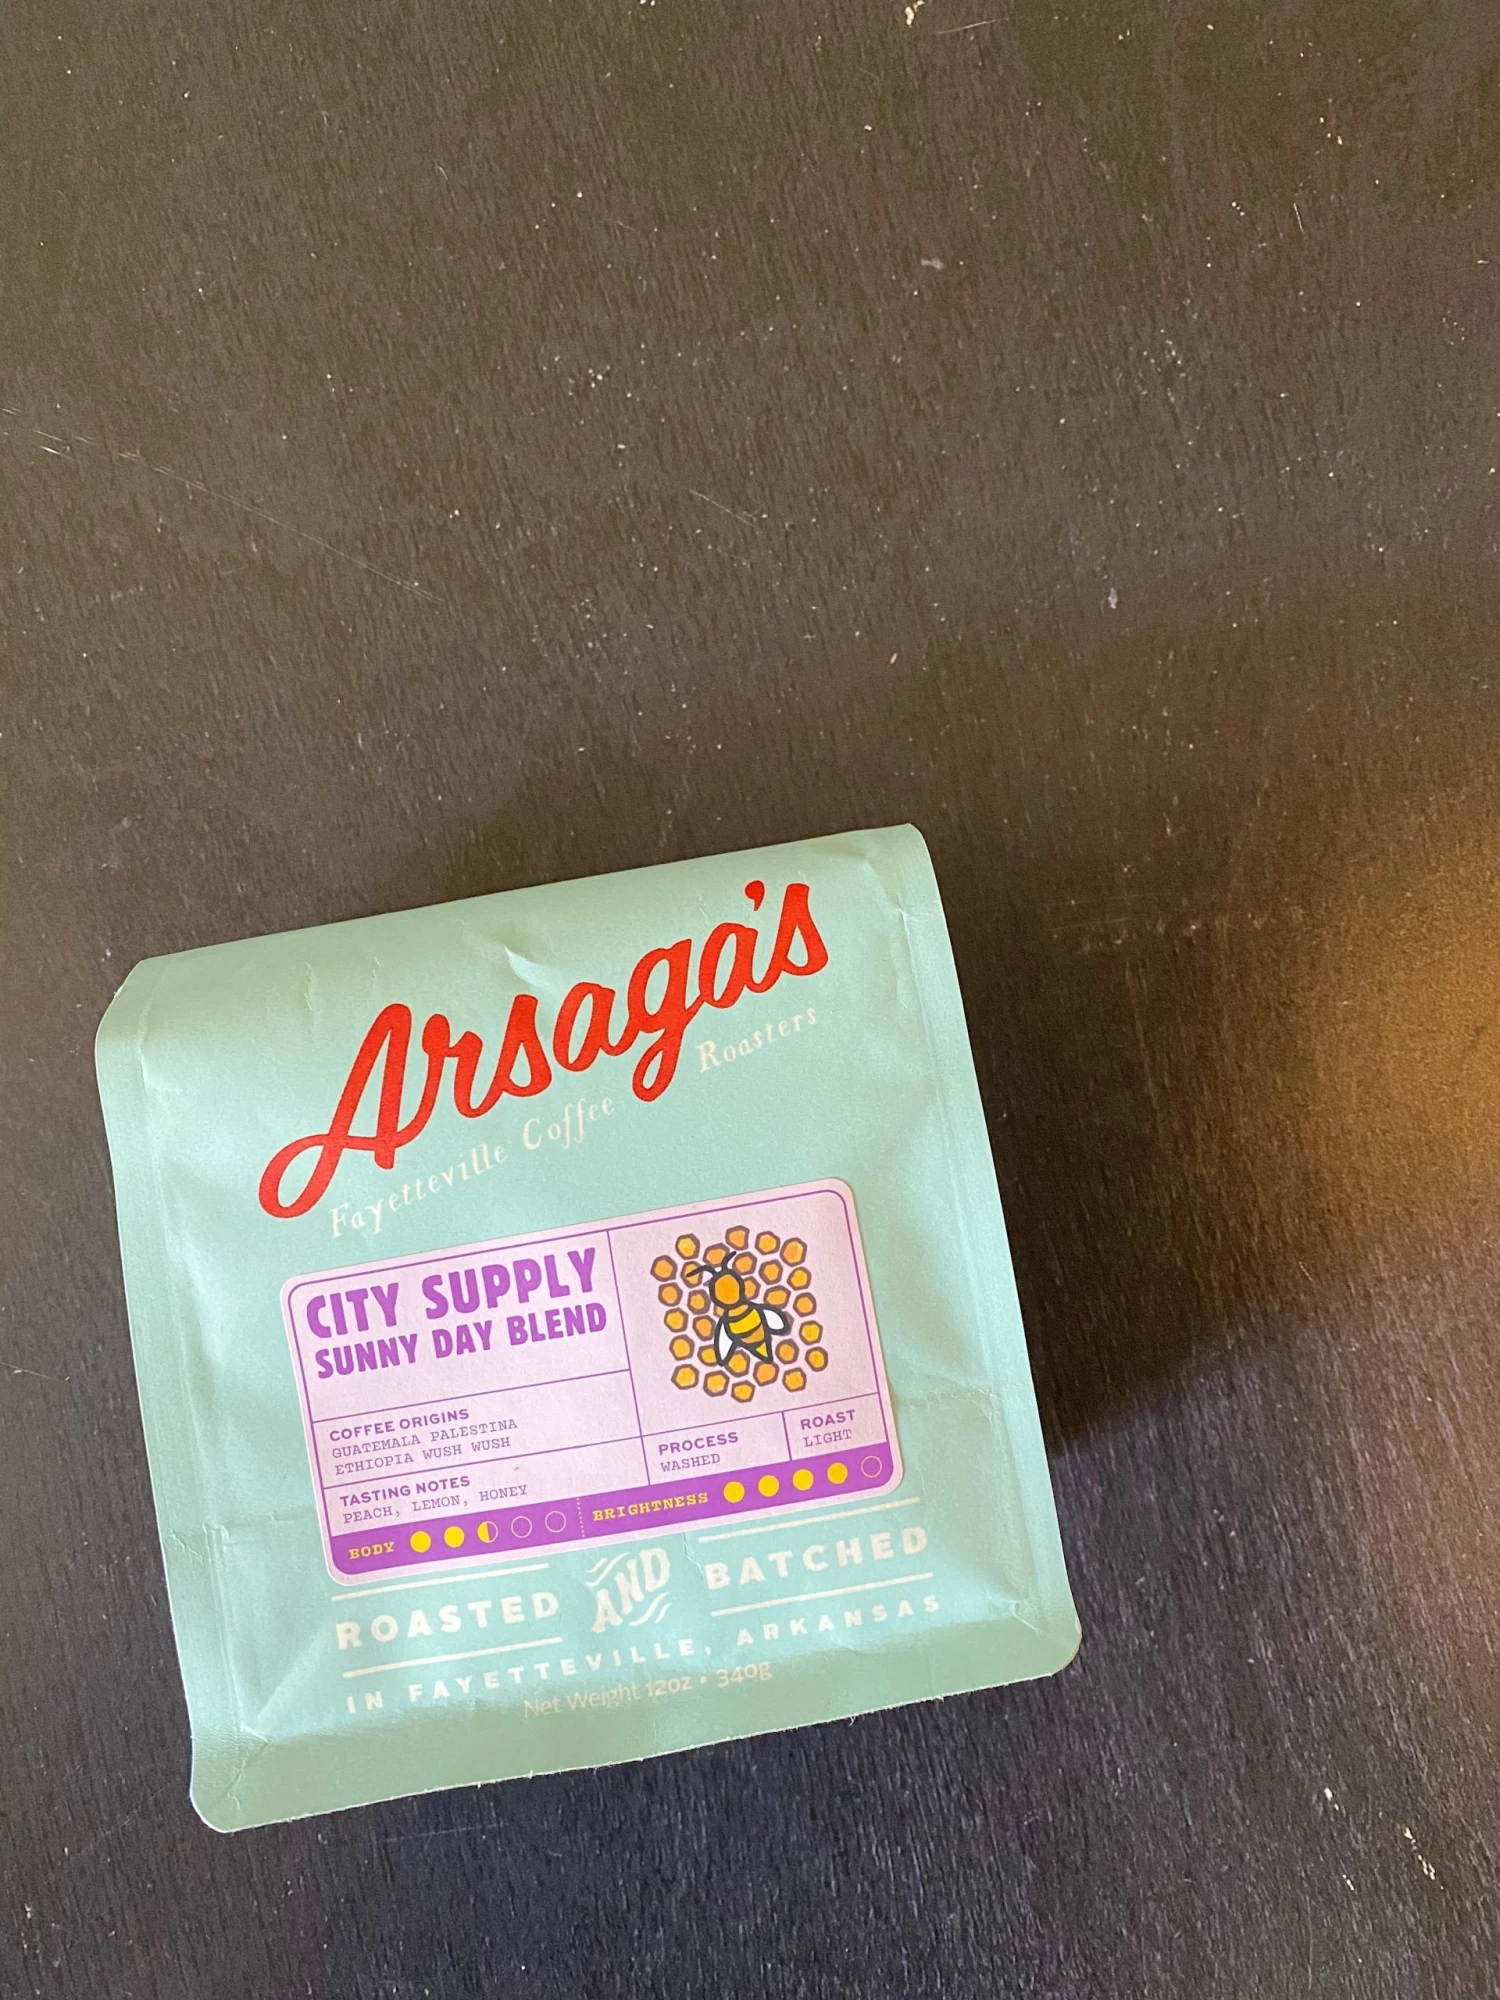 Arsaga's
Fayetteville Coffee Roasters
CITY SUPPLY
SUNNY DAY BLEND
COFFEE ORIGINS
GUATEMALA PALESTINA
ETHIOPIA WUSH WUSH
TASTING NOTES
PEACH, LEMON, HONEY
PROCESS
WASHED
ROAST
LIGHT
BODY
BRIGHTNESS
ROASTED AND BATCHED
IN FAYETTEVILLE, ARKANSAS
Net Weight 12oz • 340g